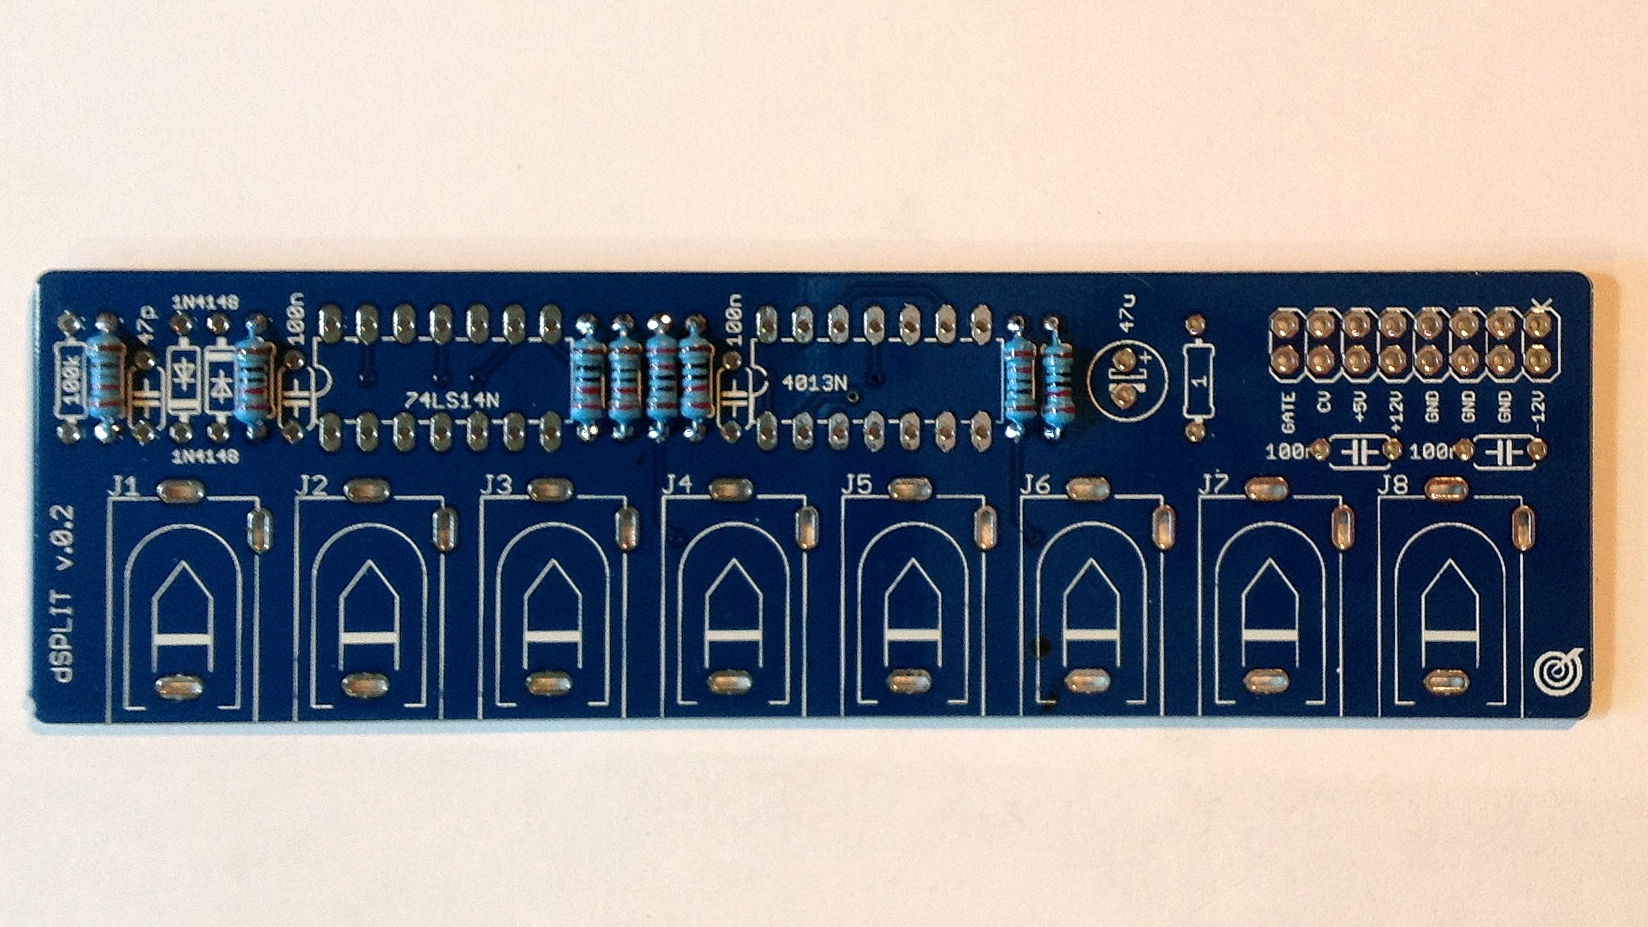 1N4148
47p
100n
100n
47u
K
100k
74LS14N
4013N
+
1
GATE
CV
+5V
+12V
GND
GND
GND
-12V
1N4148
100n
100n
J1
J2
J3
J4
J5
J6
J7
J8
dSPLIT v.0.2